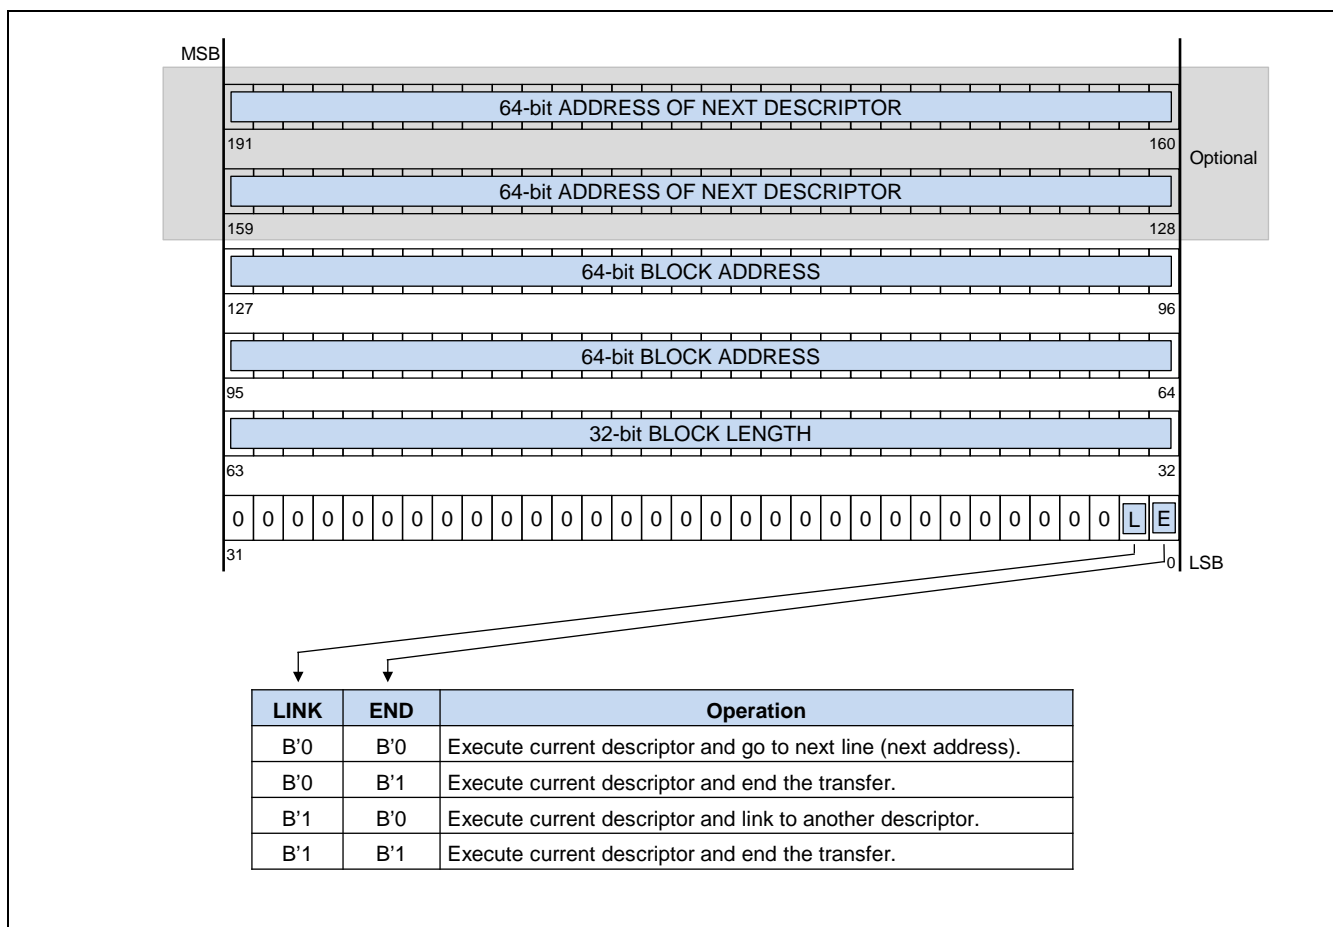 MSB
64-bit ADDRESS OF NEXT DESCRIPTOR
191 160
Optional
64-bit ADDRESS OF NEXT DESCRIPTOR
159 128
64-bit BLOCK ADDRESS
127 96
64-bit BLOCK ADDRESS
95 64
32-bit BLOCK LENGTH
63 32
0 0 0 0 0 0 0 0 0 0 0 0 0 0 0 0 0 0 0 0 0 0 0 0 0 0 0 0 0 0 L E
31 0 LSB
LINK END Operation
B'0 B'0 Execute current descriptor and go to next line (next address).
B'0 B'1 Execute current descriptor and end the transfer.
B'1 B'0 Execute current descriptor and link to another descriptor.
B'1 B'1 Execute current descriptor and end the transfer.